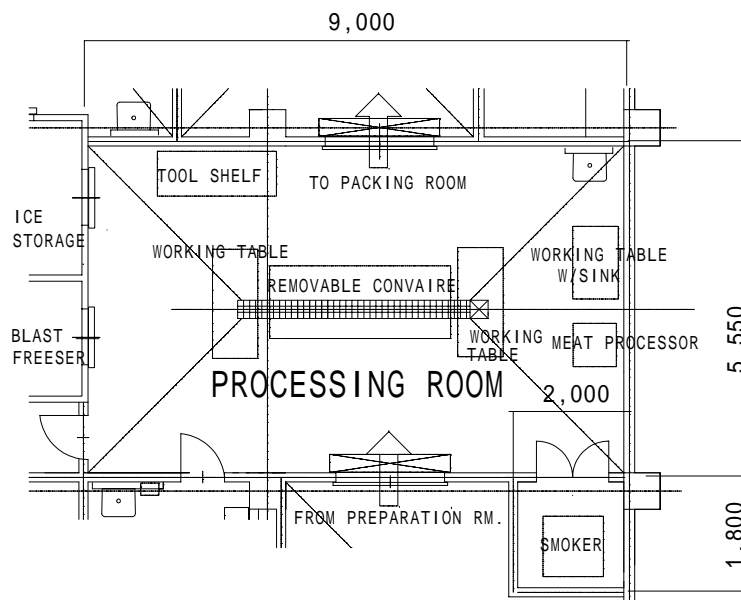 9,000
TOOL SHELF
TO PACKING ROOM
ICE
STORAGE
WORKING TABLE
WORKING TABLE
W/SINK
REMOVABLE CONVAIRE
BLAST
FREESER
WORKING
TABLE
MEAT PROCESSOR
5,550
PROCESSING ROOM
2,000
FROM PREPARATION RM.
SMOKER
1,800